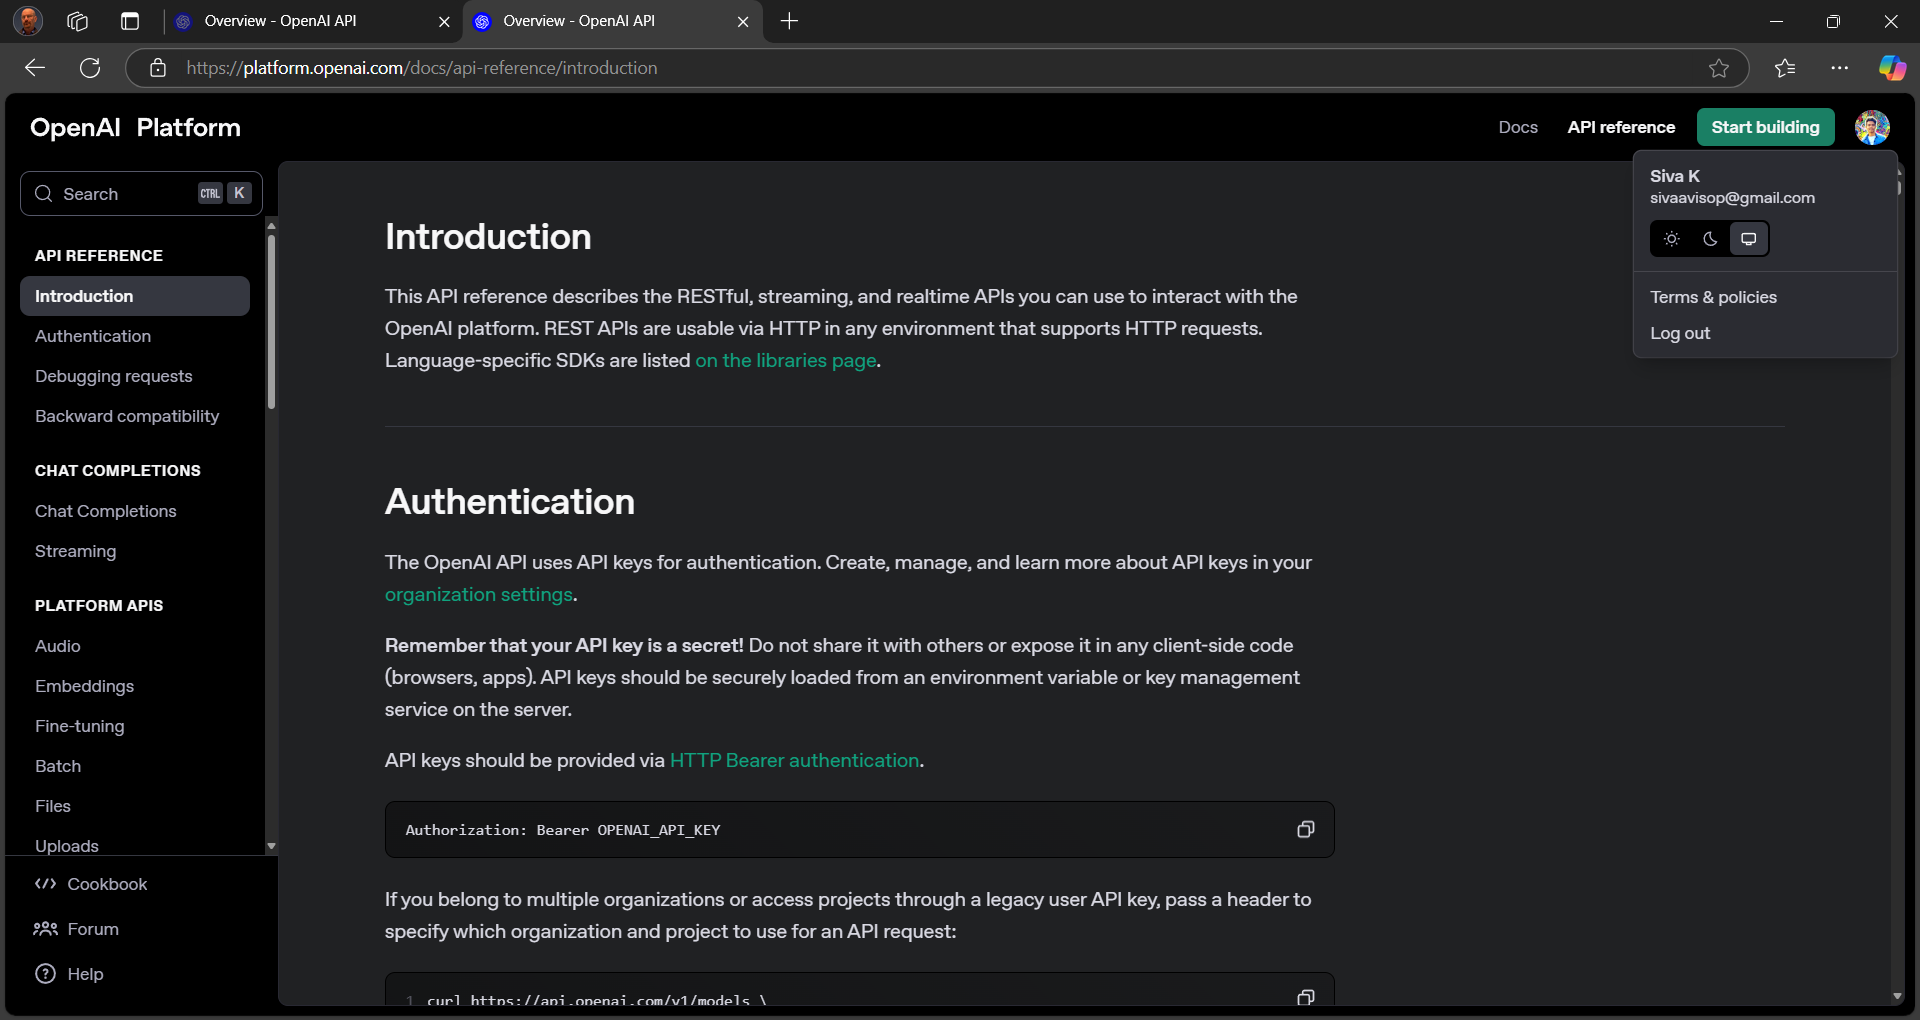 Overview - OpenAI API
Overview - OpenAI API
https://platform.openai.com/docs/api-reference/introduction
OpenAI Platform
Docs
API reference
Start building
Siva K
sivaavisop@gmail.com
Terms & policies
Log out
Search
CTRL K
API REFERENCE
Introduction
Authentication
Debugging requests
Backward compatibility
CHAT COMPLETIONS
Chat Completions
Streaming
PLATFORM APIS
Audio
Embeddings
Fine-tuning
Batch
Files
Uploads
Cookbook
Forum
Help
Introduction
This API reference describes the RESTful, streaming, and realtime APIs you can use to interact with the
OpenAI platform. REST APIs are usable via HTTP in any environment that supports HTTP requests.
Language-specific SDKs are listed on the libraries page.
Authentication
The OpenAI API uses API keys for authentication. Create, manage, and learn more about API keys in your
organization settings.
Remember that your API key is a secret! Do not share it with others or expose it in any client-side code
(browsers, apps). API keys should be securely loaded from an environment variable or key management
service on the server.
API keys should be provided via HTTP Bearer authentication.
Authorization: Bearer OPENAI_API_KEY
If you belong to multiple organizations or access projects through a legacy user API key, pass a header to
specify which organization and project to use for an API request:
1 curl https://api.openai.com/v1/models \